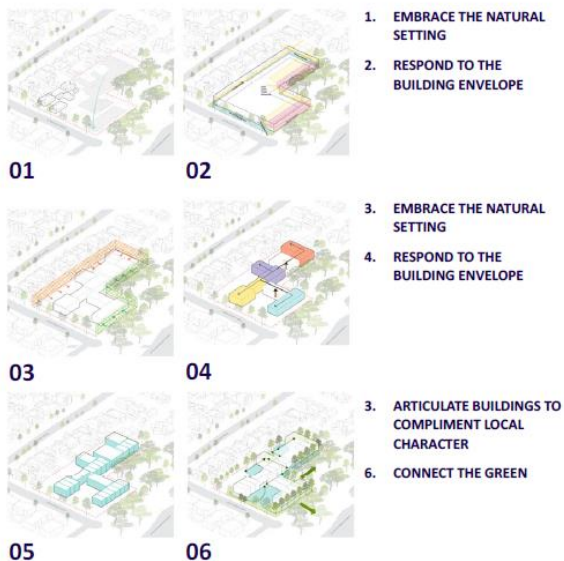 1. EMBRACE THE NATURAL
SETTING
2. RESPOND TO THE
BUILDING ENVELOPE
01
02
3. EMBRACE THE NATURAL
SETTING
4. RESPOND TO THE
BUILDING ENVELOPE
03
04
3. ARTICULATE BUILDINGS TO
COMPLIMENT LOCAL
CHARACTER
6. CONNECT THE GREEN
05
06